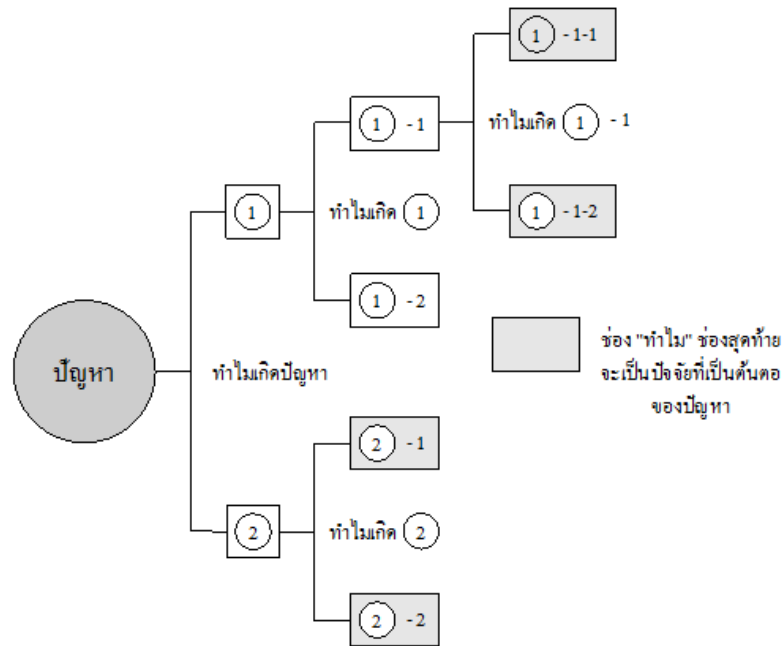 ① - 1-1
① - 1
ทำไมเกิด ① - 1
①
ทำไมเกิด ①
① - 1-2
① - 2
ปัญหา
ทำไมเกิดปัญหา
ช่อง "ทำไม" ช่องสุดท้าย
จะเป็นปัจจัยที่เป็นต้นตอ
ของปัญหา
② - 1
②
ทำไมเกิด ②
② - 2